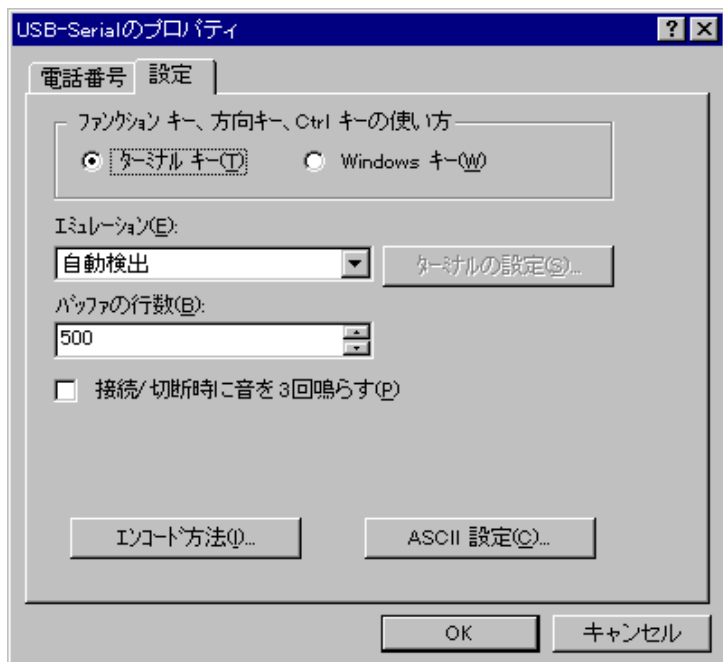 USB-Serialのプロパティ
電話番号 設定
ファンクション キー、方向キー、Ctrl キーの使い方
ターミナル キー(T) Windows キー(W)
エミュレーション(E):
自動検出 ターミナルの設定(S)...
バッファの行数(B):
500
接続/切断時に音を3回鳴らす(P)
エンコード方法(I)... ASCII 設定(C)...
OK キャンセル